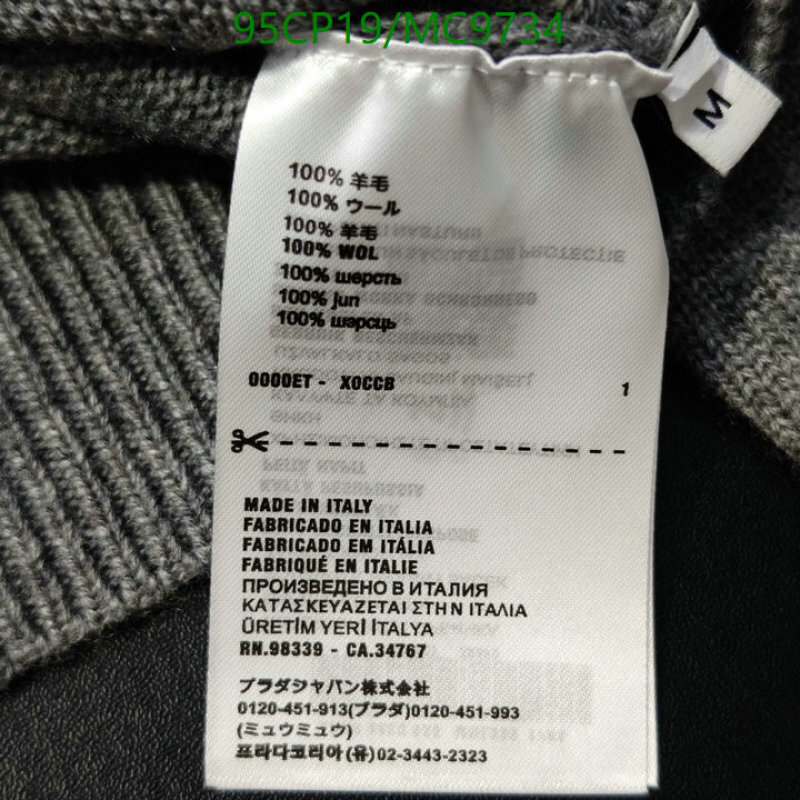 95CP19/MC9734
M
100% 羊毛
100% ウール
100% 羊毛
100% WOL
100% шерсть
100% jun
100% шэрсць
0000ET - X0CCB 1
MADE IN ITALY
FABRICADO EN ITALIA
FABRICADO EM ITÁLIA
FABRIQUÉ EN ITALIE
ПРОИЗВЕДЕНО В ИТАЛИЯ
ΚΑΤΑΣΚΕΥΑΖΕΤΑΙ ΣΤΗ Ν ΙΤΑΛΙΑ
ÜRETİM YERİ İTALYA
RN.98339 - CA.34767
プラダジャパン株式会社
0120-451-913(プラダ)0120-451-993
(ミュウミュウ)
프라다코리아(유)02-3443-2323